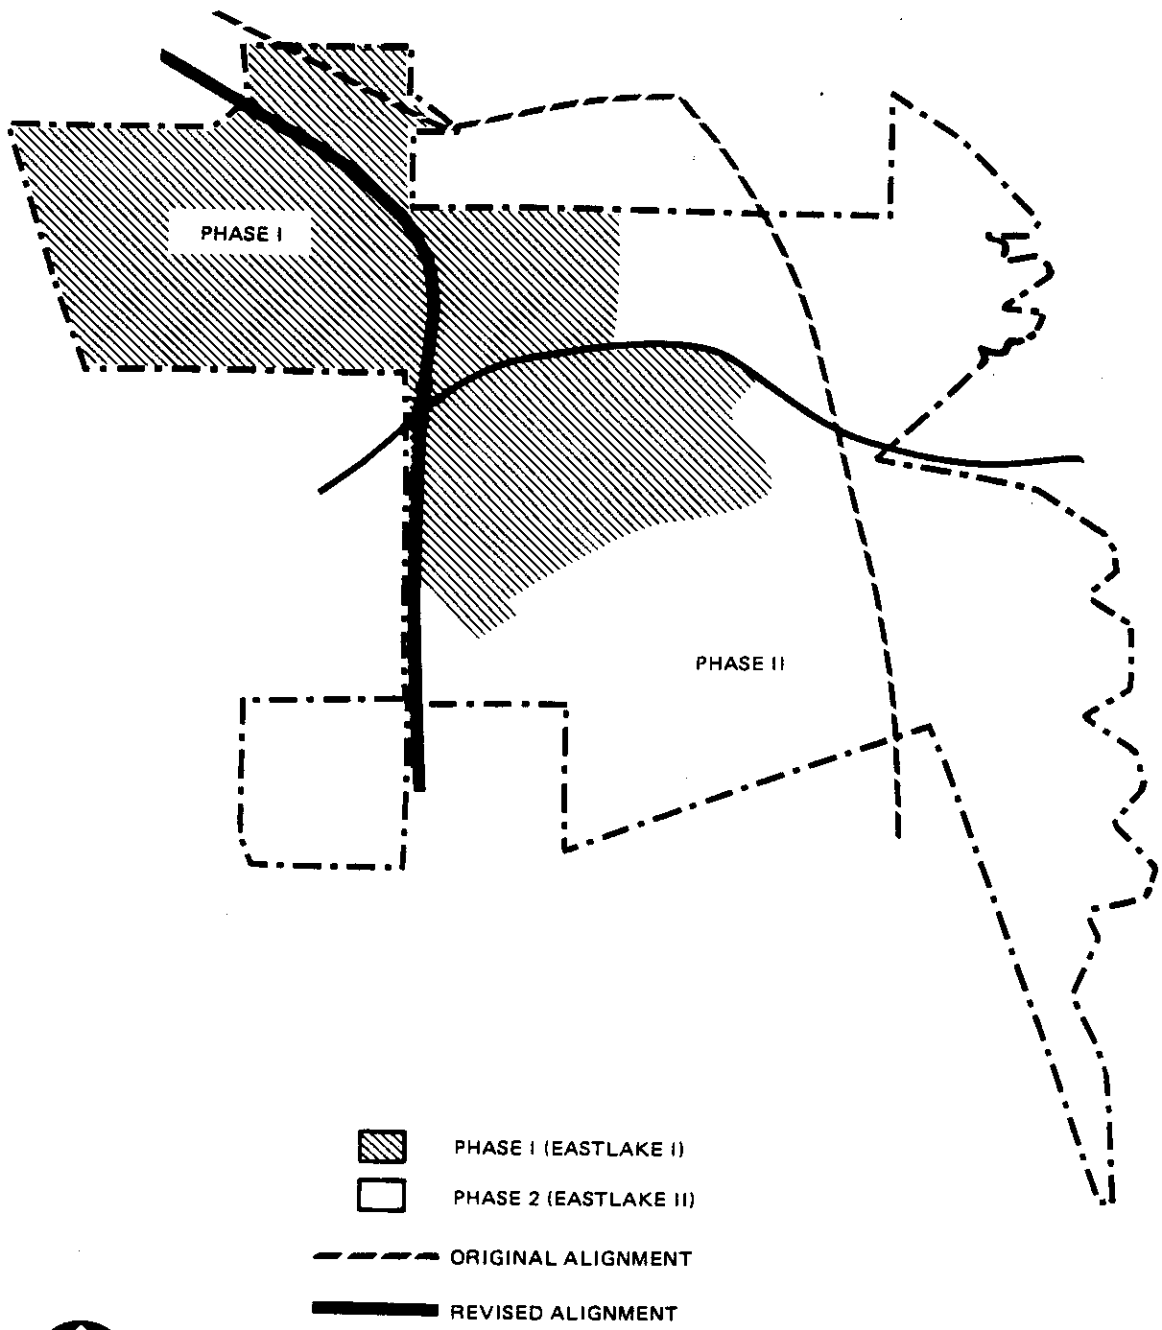 PHASE I
PHASE II
PHASE I (EASTLAKE I)
PHASE 2 (EASTLAKE II)
ORIGINAL ALIGNMENT
REVISED ALIGNMENT